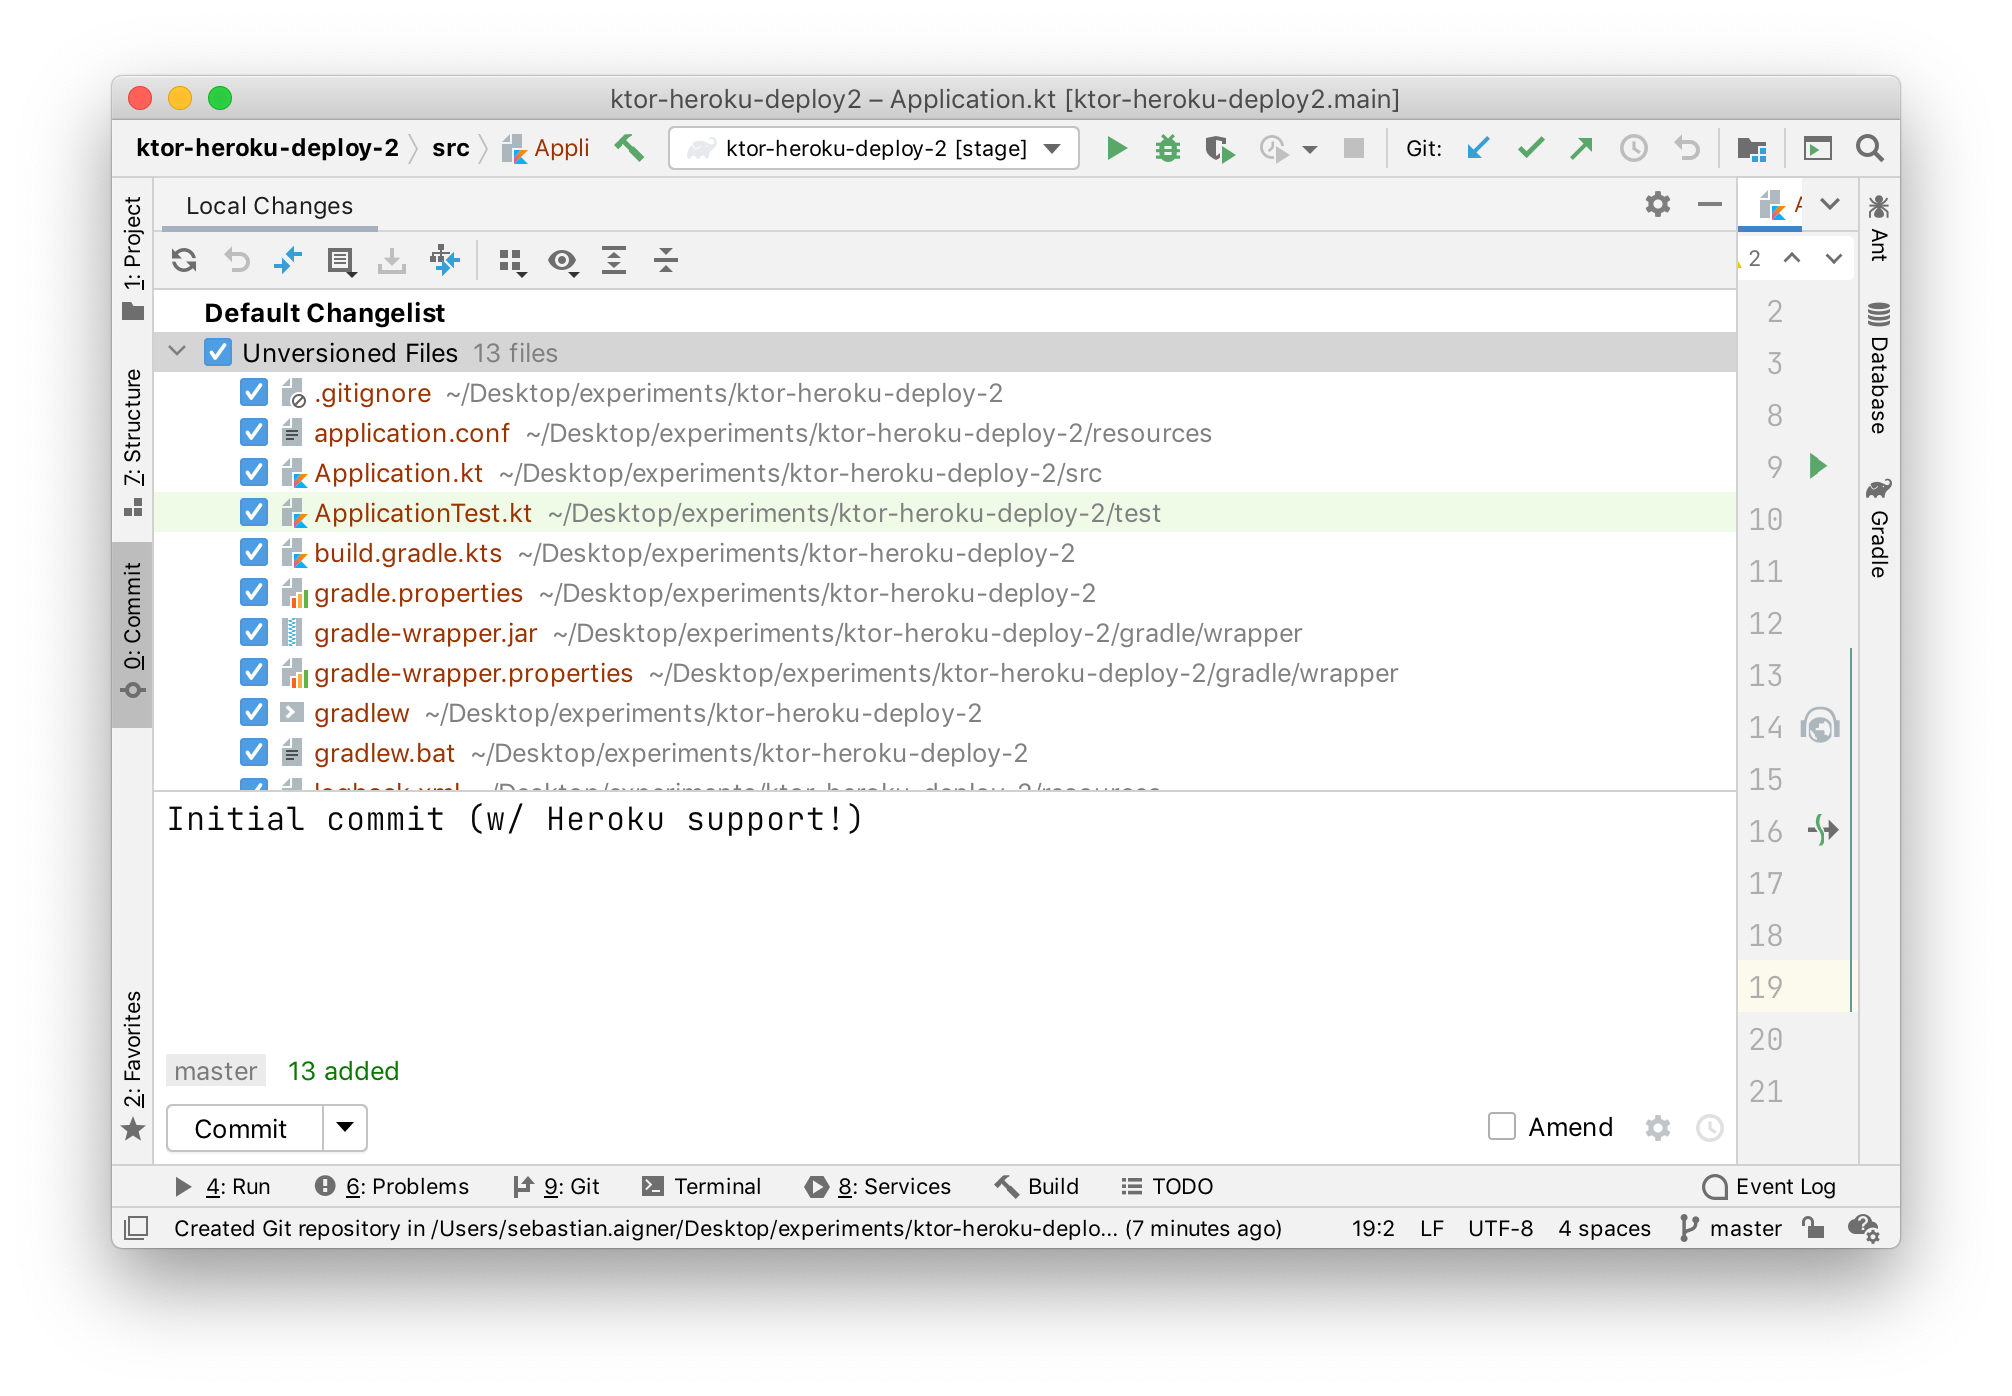 ktor-heroku-deploy2 – Application.kt [ktor-heroku-deploy2.main]
ktor-heroku-deploy-2 src Appli ktor-heroku-deploy-2 [stage] Git:
1: Project
7: Structure
0: Commit
2: Favorites
Local Changes
Default Changelist
Unversioned Files 13 files
.gitignore ~/Desktop/experiments/ktor-heroku-deploy-2
application.conf ~/Desktop/experiments/ktor-heroku-deploy-2/resources
Application.kt ~/Desktop/experiments/ktor-heroku-deploy-2/src
ApplicationTest.kt ~/Desktop/experiments/ktor-heroku-deploy-2/test
build.gradle.kts ~/Desktop/experiments/ktor-heroku-deploy-2
gradle.properties ~/Desktop/experiments/ktor-heroku-deploy-2
gradle-wrapper.jar ~/Desktop/experiments/ktor-heroku-deploy-2/gradle/wrapper
gradle-wrapper.properties ~/Desktop/experiments/ktor-heroku-deploy-2/gradle/wrapper
gradlew ~/Desktop/experiments/ktor-heroku-deploy-2
gradlew.bat ~/Desktop/experiments/ktor-heroku-deploy-2
Initial commit (w/ Heroku support!)
master 13 added
Commit
Amend
2
2
3
8
9
10
11
12
13
14
15
16
17
18
19
20
21
Ant
Database
Gradle
4: Run 6: Problems 9: Git Terminal 8: Services Build TODO Event Log
Created Git repository in /Users/sebastian.aigner/Desktop/experiments/ktor-heroku-deplo... (7 minutes ago) 19:2 LF UTF-8 4 spaces master